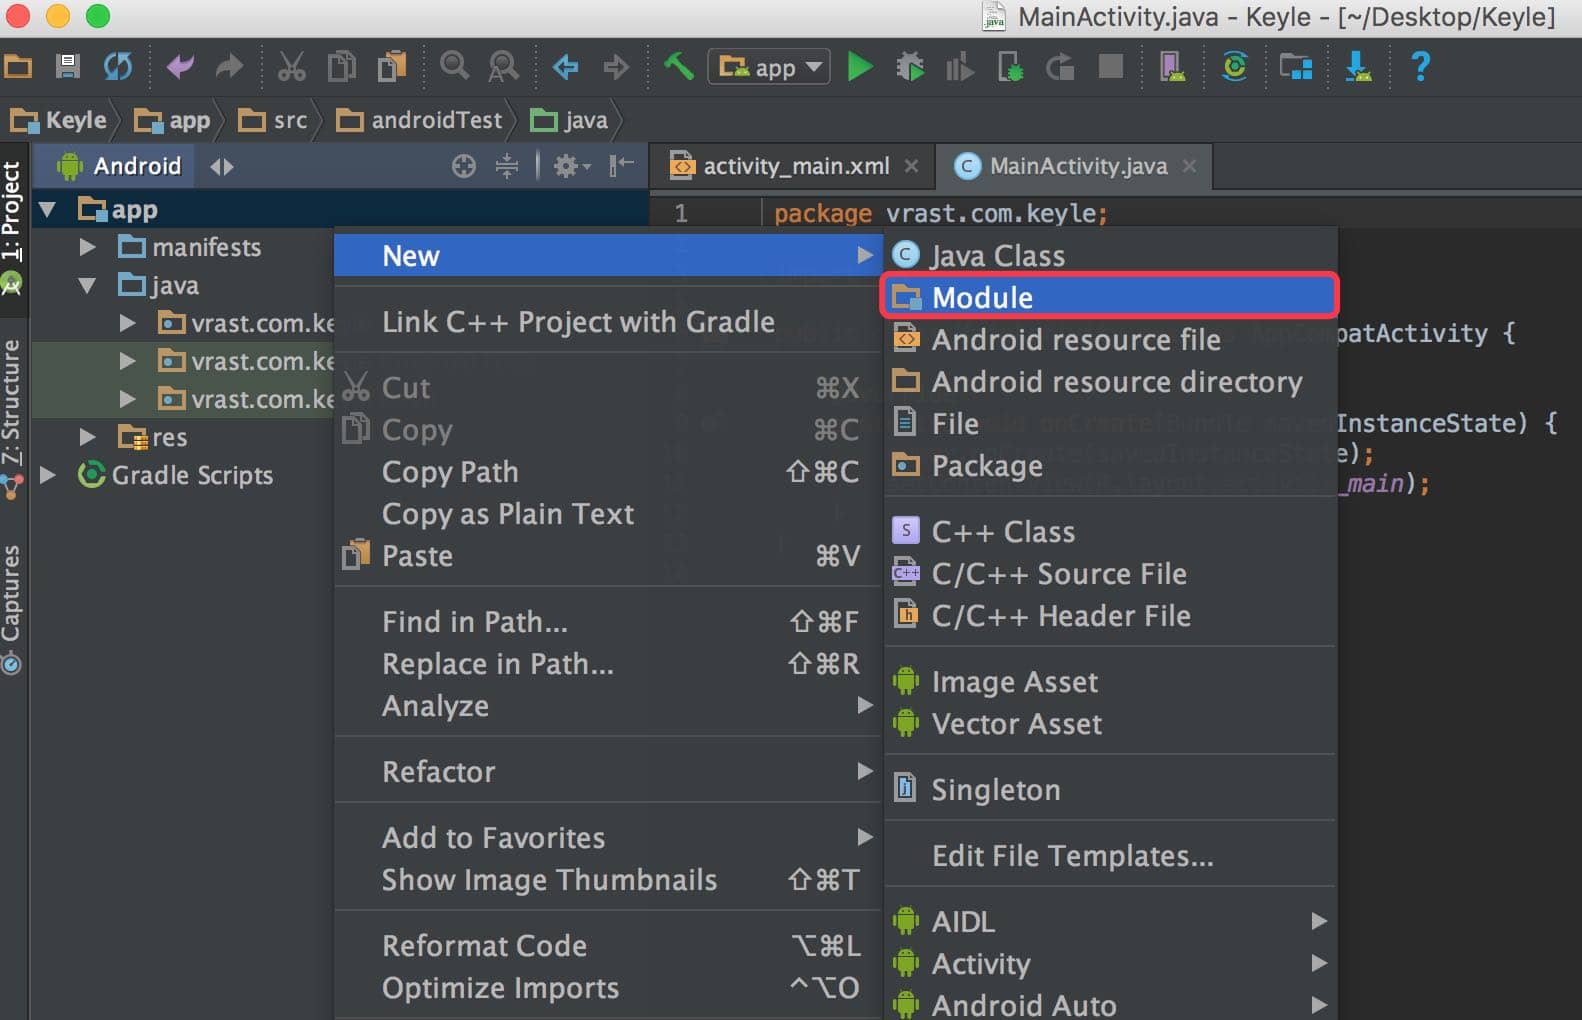 MainActivity.java - Keyle - [~/Desktop/Keyle]
app
Keyle
app
src
androidTest
java
Android
activity_main.xml
MainActivity.java
1: Project
Z: Structure
Captures
app
manifests
java
vrast.com.ke
vrast.com.ke
vrast.com.ke
res
Gradle Scripts
1
package vrast.com.keyle;
patActivity {
InstanceState) {
e);
_main);
New
Link C++ Project with Gradle
Cut ⌘X
Copy ⌘C
Copy Path ⇧⌘C
Copy as Plain Text
Paste ⌘V
Find in Path... ⇧⌘F
Replace in Path... ⇧⌘R
Analyze
Refactor
Add to Favorites
Show Image Thumbnails ⇧⌘T
Reformat Code ⌥⌘L
Optimize Imports ^⌥O
Java Class
Module
Android resource file
Android resource directory
File
Package
C++ Class
C/C++ Source File
C/C++ Header File
Image Asset
Vector Asset
Singleton
Edit File Templates...
AIDL
Activity
Android Auto